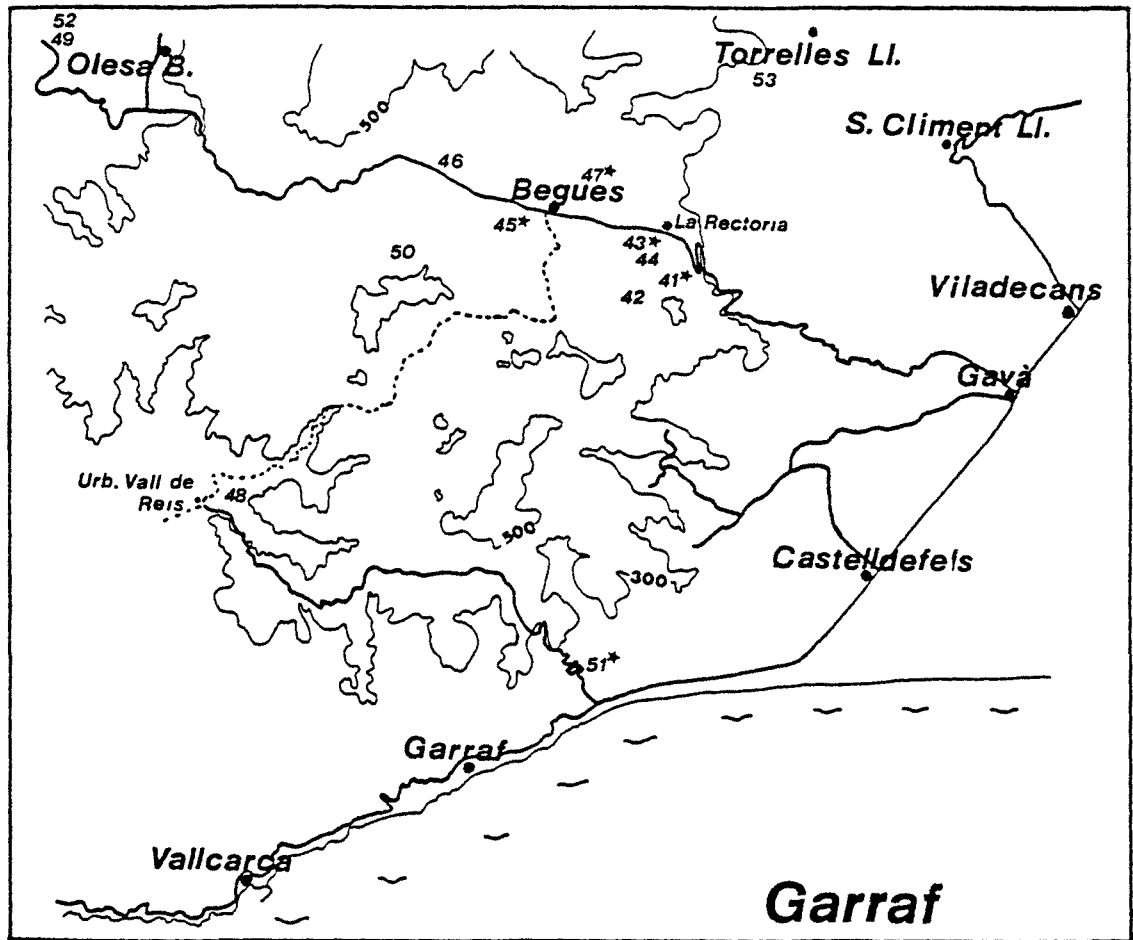 52
49
Olesa B.
Torrelles Ll.
53
500
S. Climent Ll.
46
47*
Begues
45*
La Rectoria
43*
44
50
41*
42
Viladecans
Gavà
Urb. Vall de
Reis
48
500
Castelldefels
300
51*
Garraf
Vallcarca
Garraf